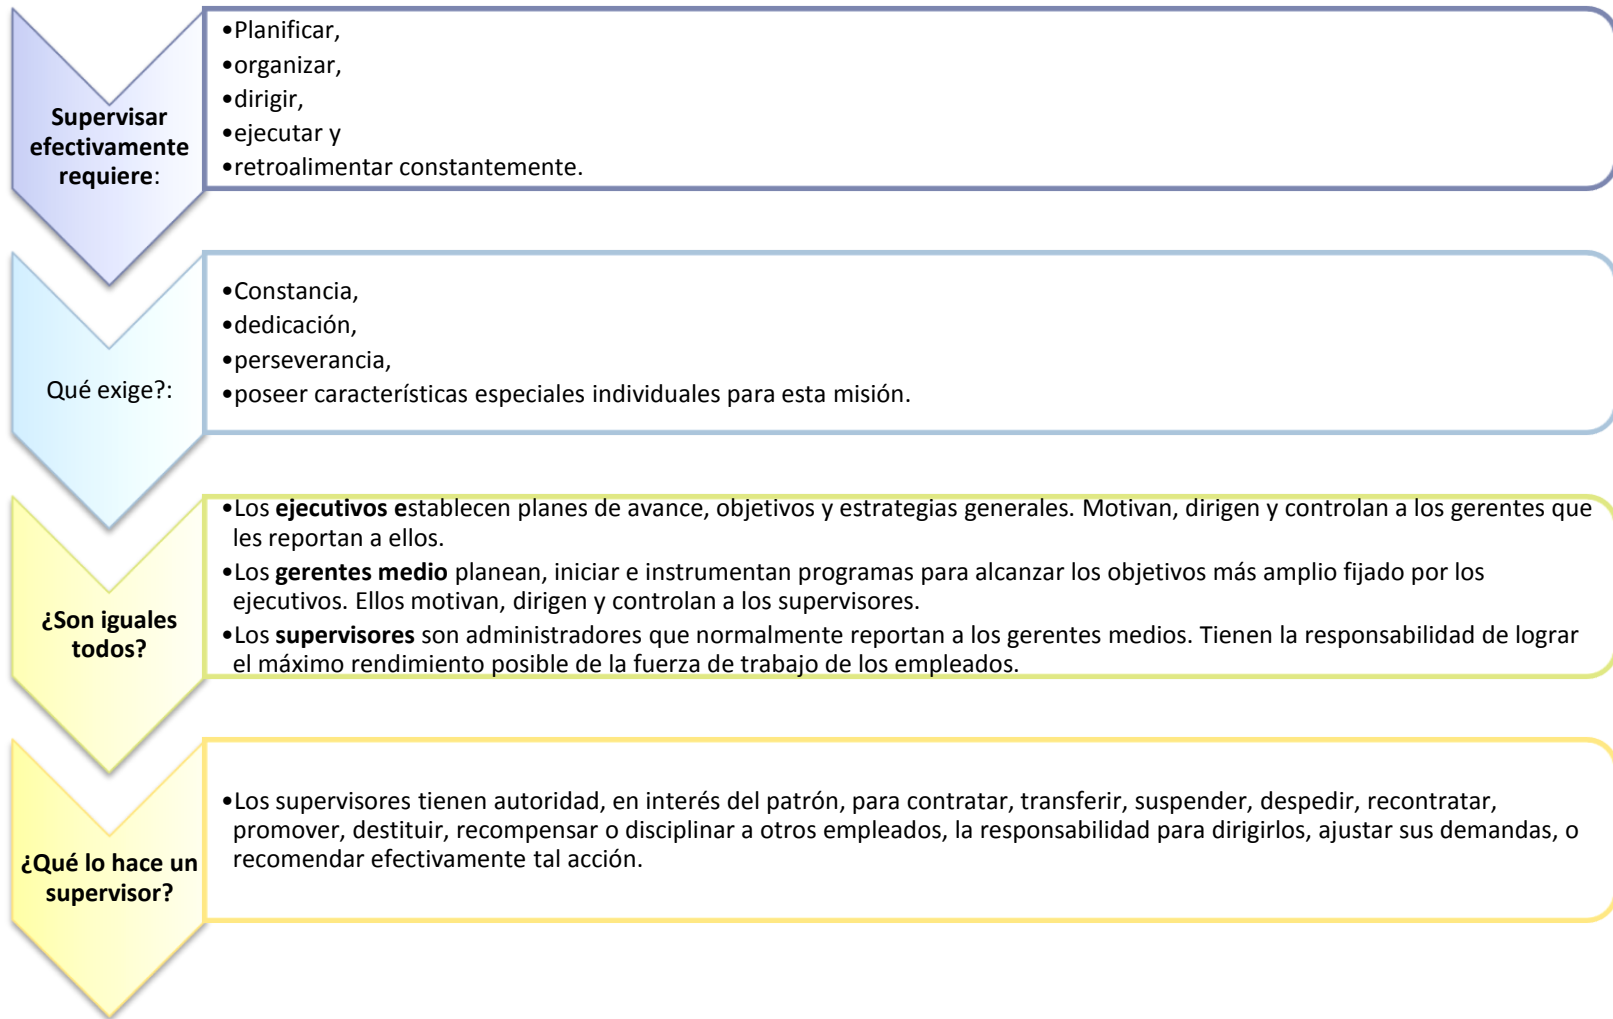 Supervisar
efectivamente
requiere:
•Planificar,
•organizar,
•dirigir,
•ejecutar y
•retroalimentar constantemente.
Qué exige?:
•Constancia,
•dedicación,
•perseverancia,
•poseer características especiales individuales para esta misión.
¿Son iguales
todos?
•Los ejecutivos establecen planes de avance, objetivos y estrategias generales. Motivan, dirigen y controlan a los gerentes que
les reportan a ellos.
•Los gerentes medio planean, iniciar e instrumentan programas para alcanzar los objetivos más amplio fijado por los
ejecutivos. Ellos motivan, dirigen y controlan a los supervisores.
•Los supervisores son administradores que normalmente reportan a los gerentes medios. Tienen la responsabilidad de lograr
el máximo rendimiento posible de la fuerza de trabajo de los empleados.
¿Qué lo hace un
supervisor?
•Los supervisores tienen autoridad, en interés del patrón, para contratar, transferir, suspender, despedir, recontratar,
promover, destituir, recompensar o disciplinar a otros empleados, la responsabilidad para dirigirlos, ajustar sus demandas, o
recomendar efectivamente tal acción.